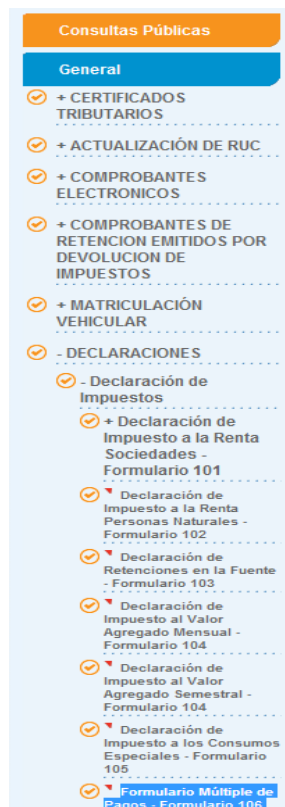 Consultas Públicas
General
+ CERTIFICADOS
TRIBUTARIOS
+ ACTUALIZACIÓN DE RUC
+ COMPROBANTES
ELECTRONICOS
+ COMPROBANTES DE
RETENCION EMITIDOS POR
DEVOLUCION DE
IMPUESTOS
+ MATRICULACIÓN
VEHICULAR
- DECLARACIONES
- Declaración de
Impuestos
+ Declaración de
Impuesto a la Renta
Sociedades -
Formulario 101
Declaración de
Impuesto a la Renta
Personas Naturales -
Formulario 102
Declaración de
Retenciones en la Fuente
- Formulario 103
Declaración de
Impuesto al Valor
Agregado Mensual -
Formulario 104
Declaración de
Impuesto al Valor
Agregado Semestral -
Formulario 104
Declaración de
Impuesto a los Consumos
Especiales - Formulario
105
Formulario Múltiple de
Pagos - Formulario 106